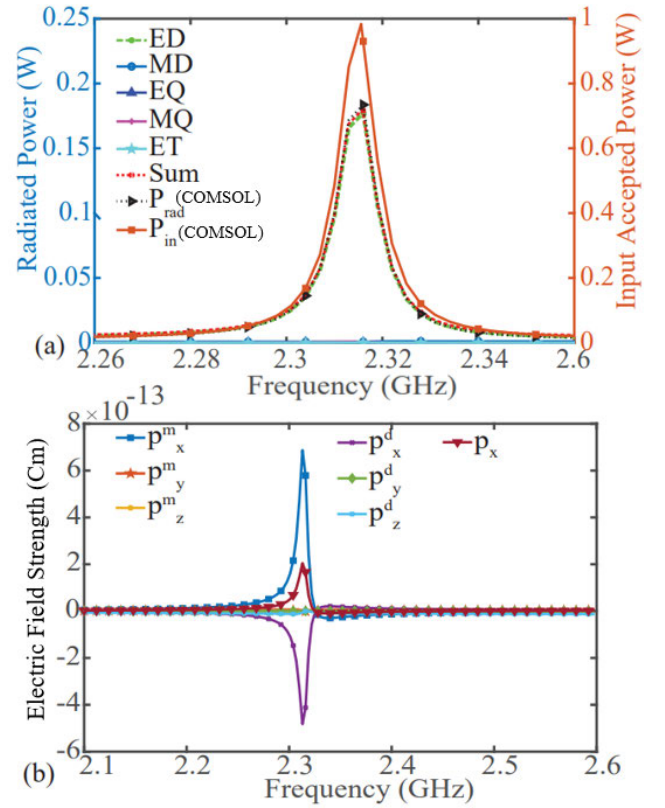 Radiated Power (W)
0.25
0.2
0.15
0.1
0.05
0
ED
MD
EQ
MQ
ET
Sum
P rad (COMSOL)
P in (COMSOL)
1
0.8
0.6
0.4
0.2
0
Input Accepted Power (W)
(a)
2.26 2.28 2.3 2.32 2.34 2.6
Frequency (GHz)
Electric Field Strength (Cm)
8 ×10^-13
6
4
2
0
-2
-4
-6
p^m_x p^d_x p_x
p^m_y p^d_y
p^m_z p^d_z
(b)
2.1 2.2 2.3 2.4 2.5 2.6
Frequency (GHz)